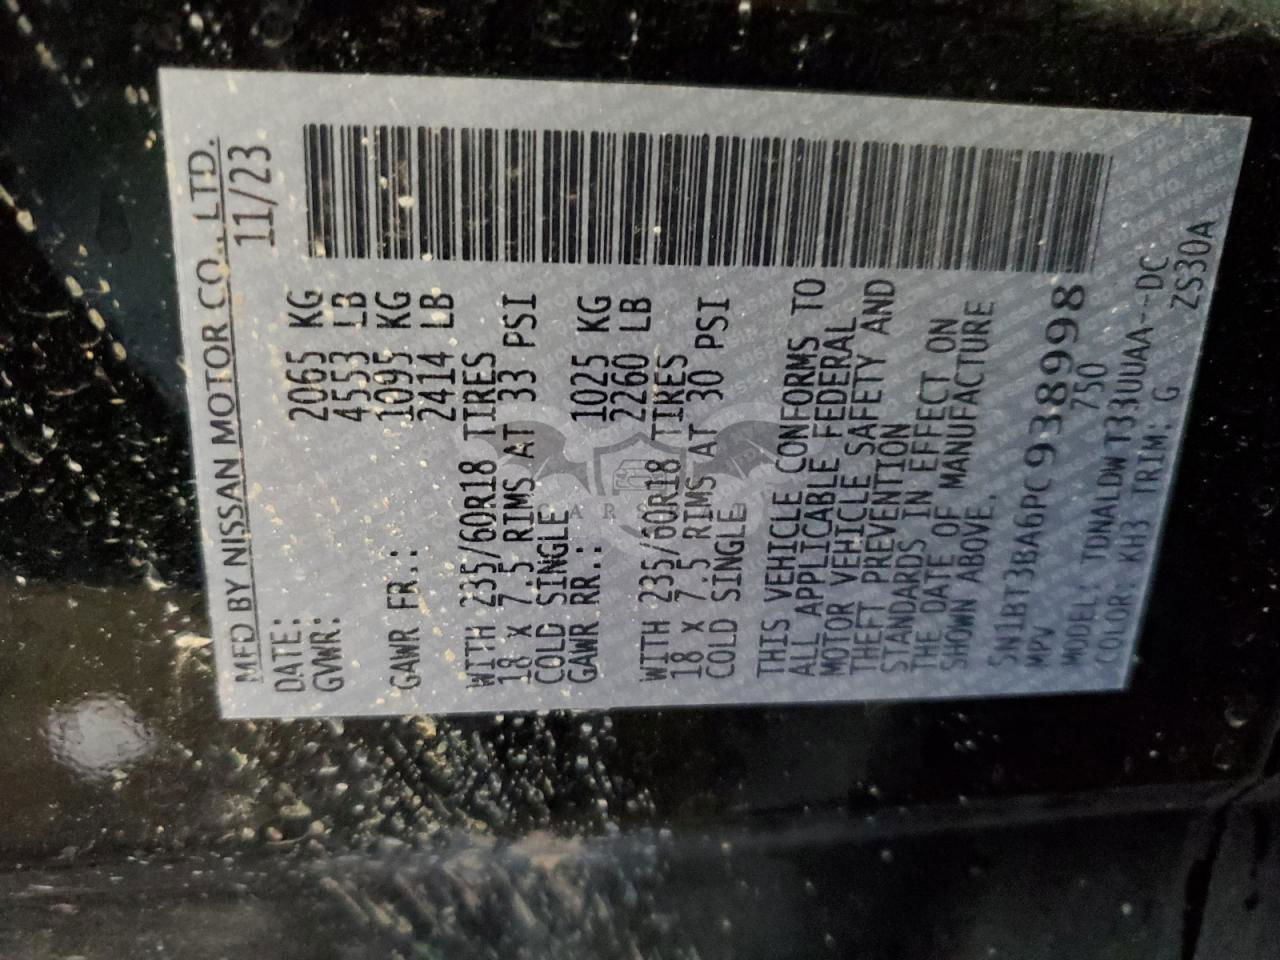 MFD BY NISSAN MOTOR CO., LTD.
DATE: 11/23
GVWR: 2065 KG
4553 LB
GAWR FR.: 1095 KG
2414 LB
WITH 235/60R18 TIRES
18 x 7.5 RIMS AT 33 PSI
COLD SINGLE
GAWR RR.: 1025 KG
2260 LB
WITH 235/60R18 TIRES
18 x 7.5 RIMS AT 30 PSI
COLD SINGLE
THIS VEHICLE CONFORMS TO
ALL APPLICABLE FEDERAL
MOTOR VEHICLE SAFETY AND
THEFT PREVENTION
STANDARDS IN EFFECT ON
THE DATE OF MANUFACTURE
SHOWN ABOVE.
5N1BT3BA6PC938998
MPV 750
MODEL: TDNALDWT33UUAA--DC
COLOR: KH3 TRIM: G ZS30A